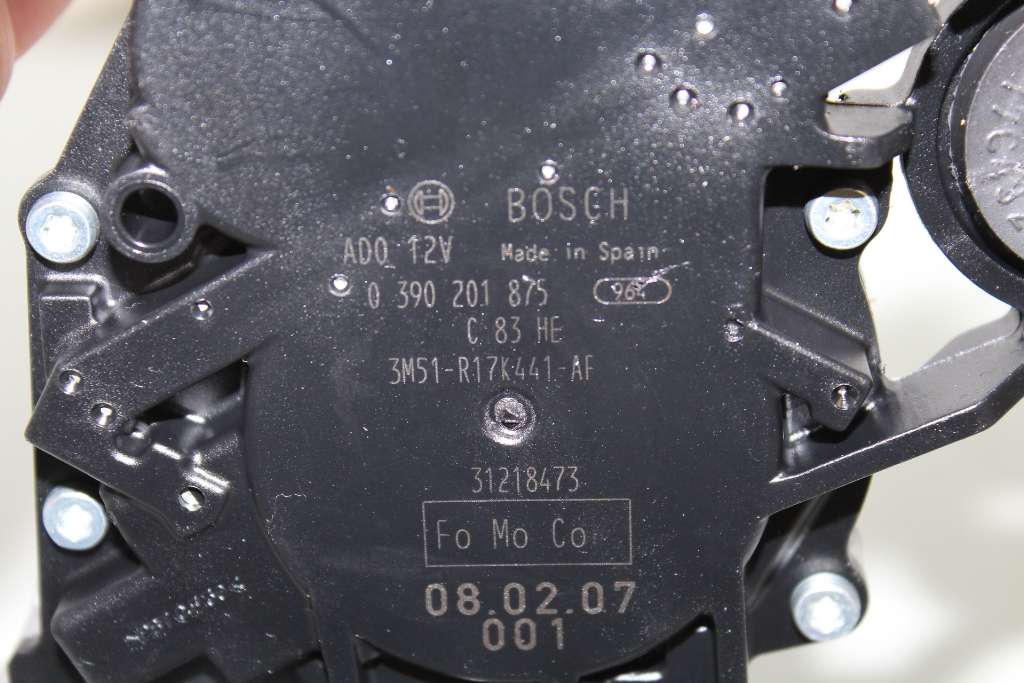 BOSCH
ADO 12V Made in Spain
0 390 201 875 964
C 83 HE
3M51-R17K441-AF
31218473
Fo Mo Co
08.02.07
001